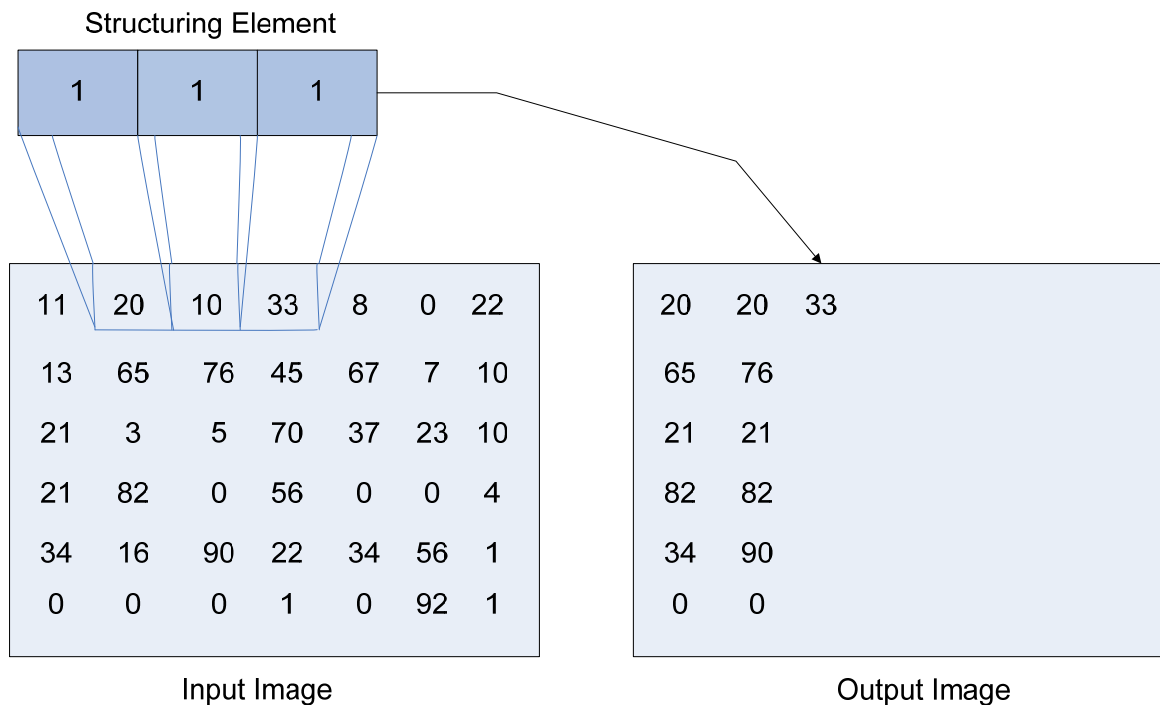 Structuring Element
1 1 1
11 20 10 33 8 0 22
13 65 76 45 67 7 10
21 3 5 70 37 23 10
21 82 0 56 0 0 4
34 16 90 22 34 56 1
0 0 0 1 0 92 1
Input Image
20 20 33
65 76
21 21
82 82
34 90
0 0
Output Image